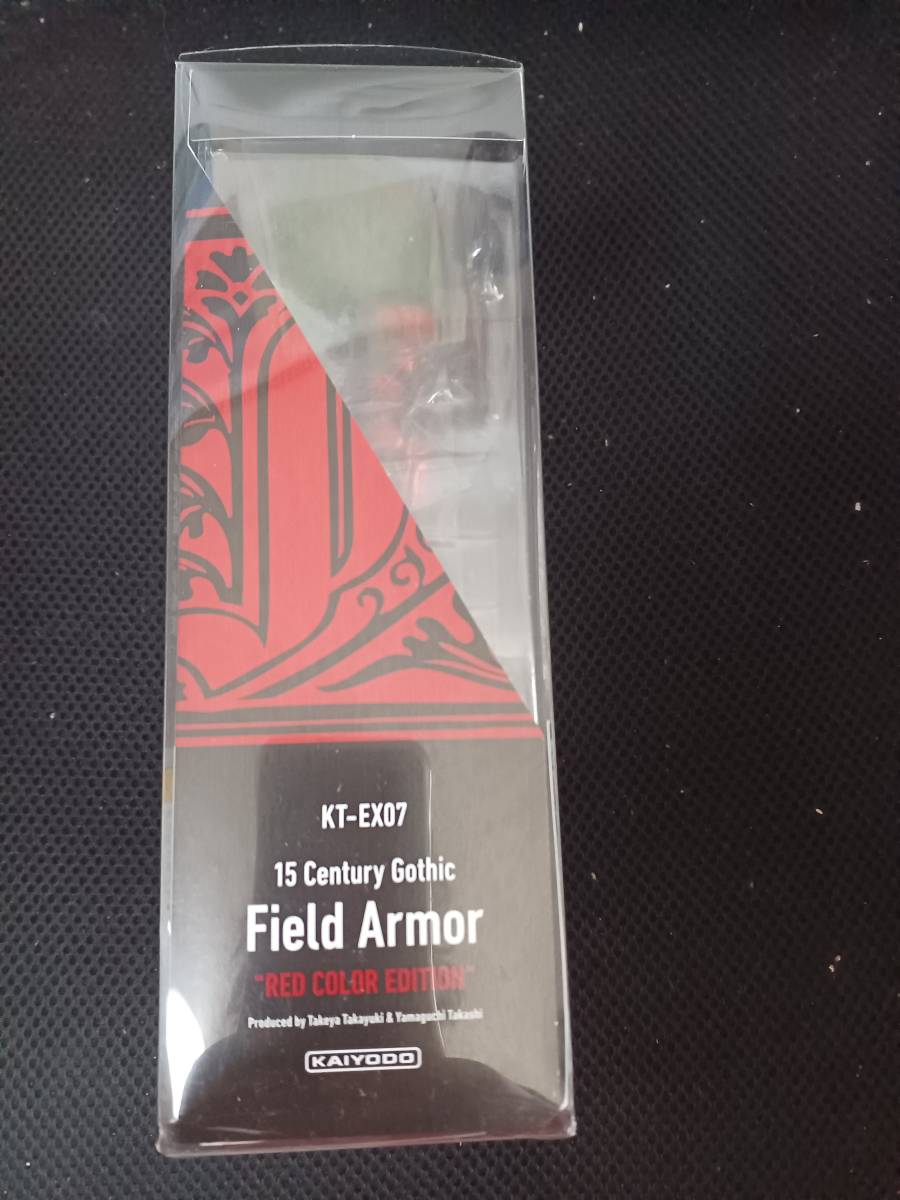 KT-EX07
15 Century Gothic
Field Armor
"RED COLOR EDITION"
Produced by Takeya Takayuki & Yamaguchi Takashi
KAIYODO